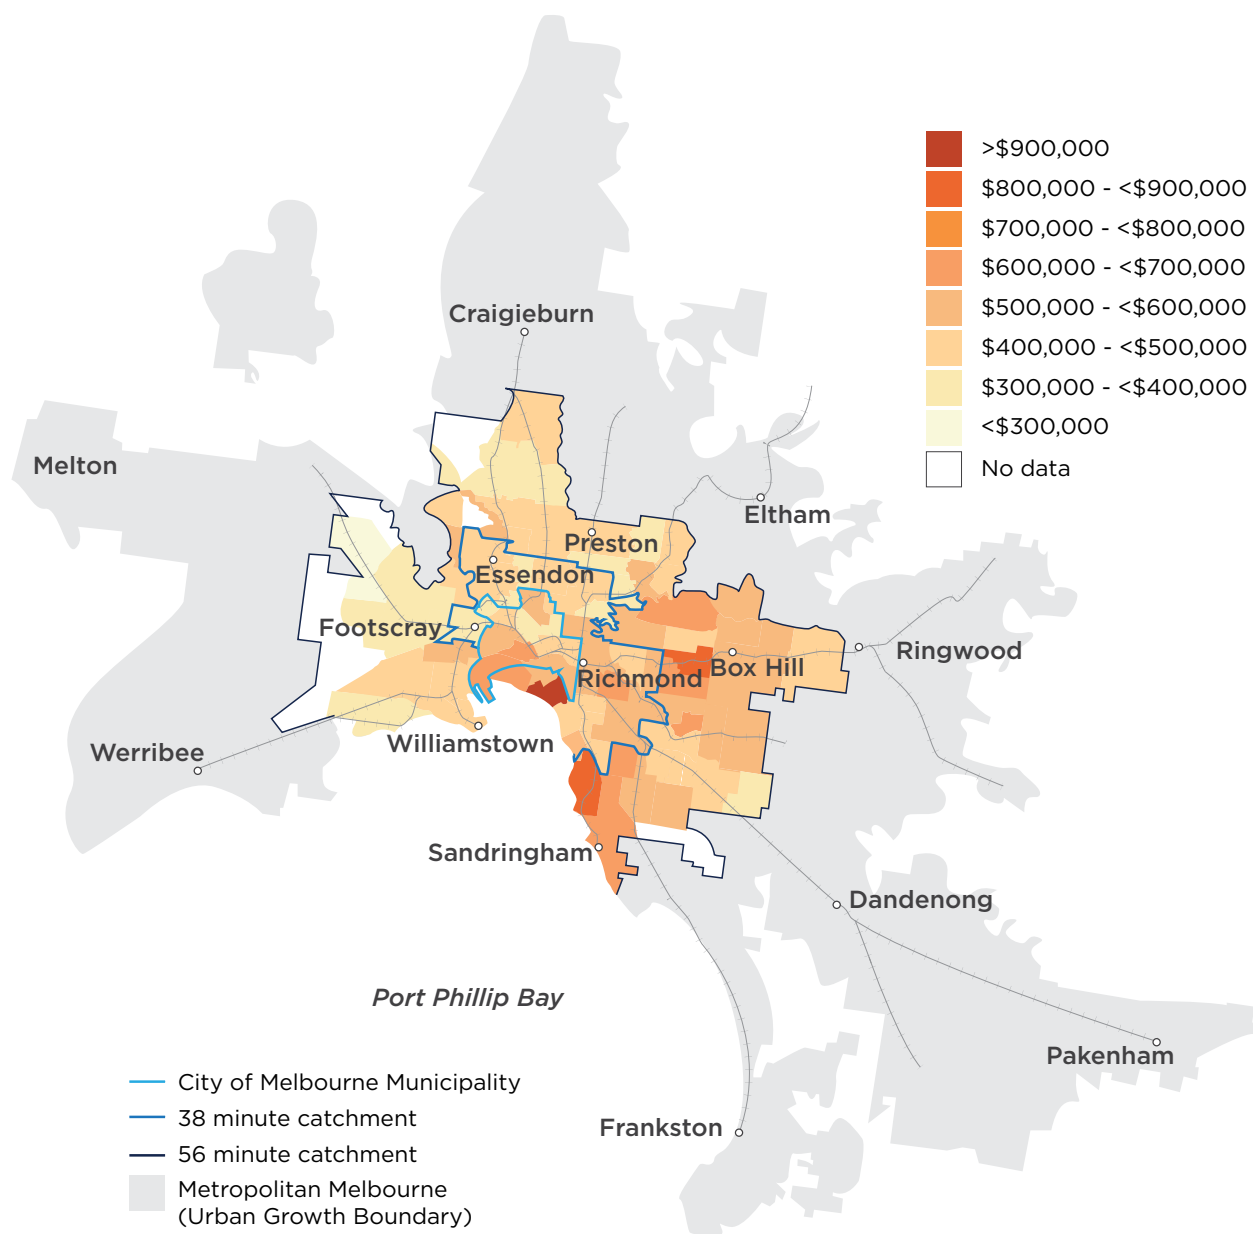 >$900,000
$800,000 - <$900,000
$700,000 - <$800,000
$600,000 - <$700,000
$500,000 - <$600,000
$400,000 - <$500,000
$300,000 - <$400,000
<$300,000
No data
Craigieburn
Melton
Eltham
Preston
Essendon
Footscray
Ringwood
Box Hill
Richmond
Williamstown
Werribee
Sandringham
Dandenong
Port Phillip Bay
Pakenham
Frankston
City of Melbourne Municipality
38 minute catchment
56 minute catchment
Metropolitan Melbourne
(Urban Growth Boundary)